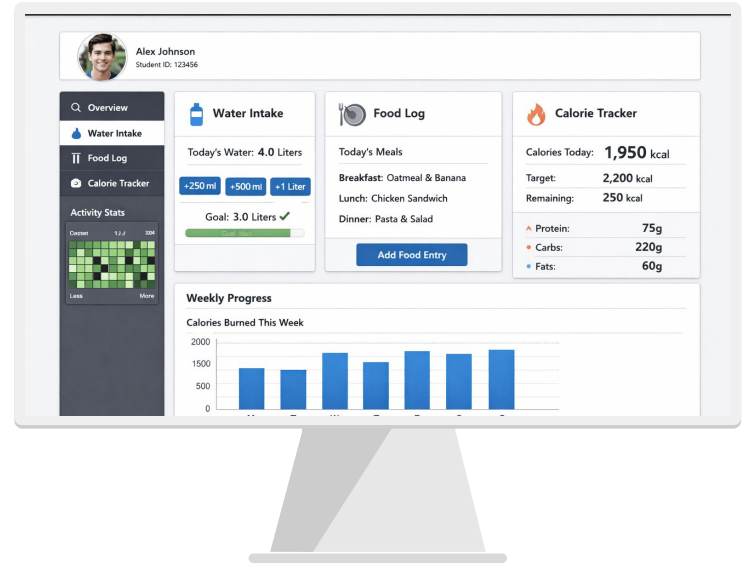 Alex Johnson
Student ID: 123456
Overview
Water Intake
Food Log
Calorie Tracker
Activity Stats
Less More
Water Intake
Today's Water: 4.0 Liters
+250 ml +500 ml +1 Liter
Goal: 3.0 Liters
Food Log
Today's Meals
Breakfast: Oatmeal & Banana
Lunch: Chicken Sandwich
Dinner: Pasta & Salad
Add Food Entry
Calorie Tracker
Calories Today: 1,950 kcal
Target: 2,200 kcal
Remaining: 250 kcal
Protein: 75g
Carbs: 220g
Fats: 60g
Weekly Progress
Calories Burned This Week
2000
1500
500
0